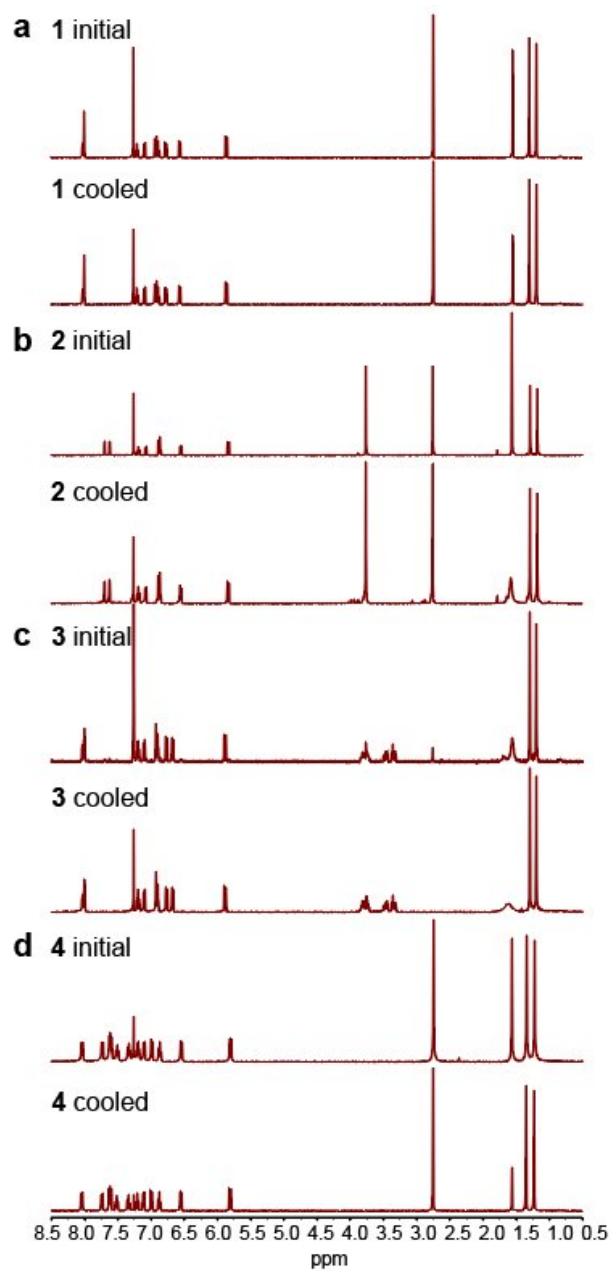 a 1 initial
1 cooled
b 2 initial
2 cooled
c 3 initial
3 cooled
d 4 initial
4 cooled
8.5 8.0 7.5 7.0 6.5 6.0 5.5 5.0 4.5 4.0 3.5 3.0 2.5 2.0 1.5 1.0 0.5
ppm